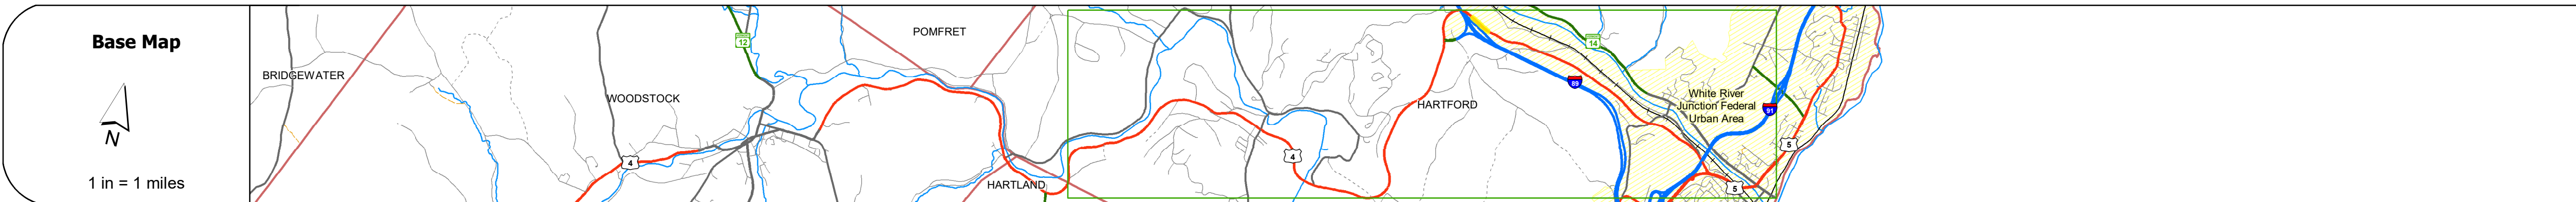 Base Map
N
1 in = 1 miles
BRIDGEWATER
WOODSTOCK
4
12
POMFRET
HARTLAND
4
HARTFORD
89
14
White River
Junction Federal
Urban Area
91
5
5